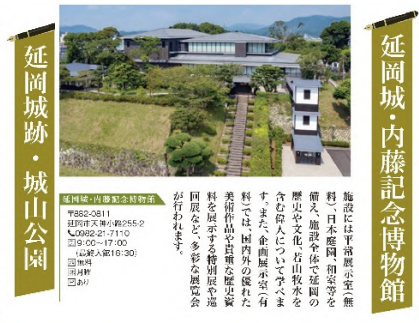 延岡城・内藤記念博物館
施設には平常展示室(無
料)、日本庭園、和室等を
備え、施設全体で延岡の
歴史や文化、若山牧水を
含む偉人について学べま
す。また、企画展示室(有
料)では、国内外の優れた
美術作品や貴重な歴史資
料を展示する特別展や巡
回展など、多彩な展覧会
が行われます。
延岡城・内藤記念博物館
〒882-0811
延岡市天神小路255-2
0982-21-7110
9:00〜17:00
(最終入館16:30)
無料
月曜
あり
延岡城跡・城山公園